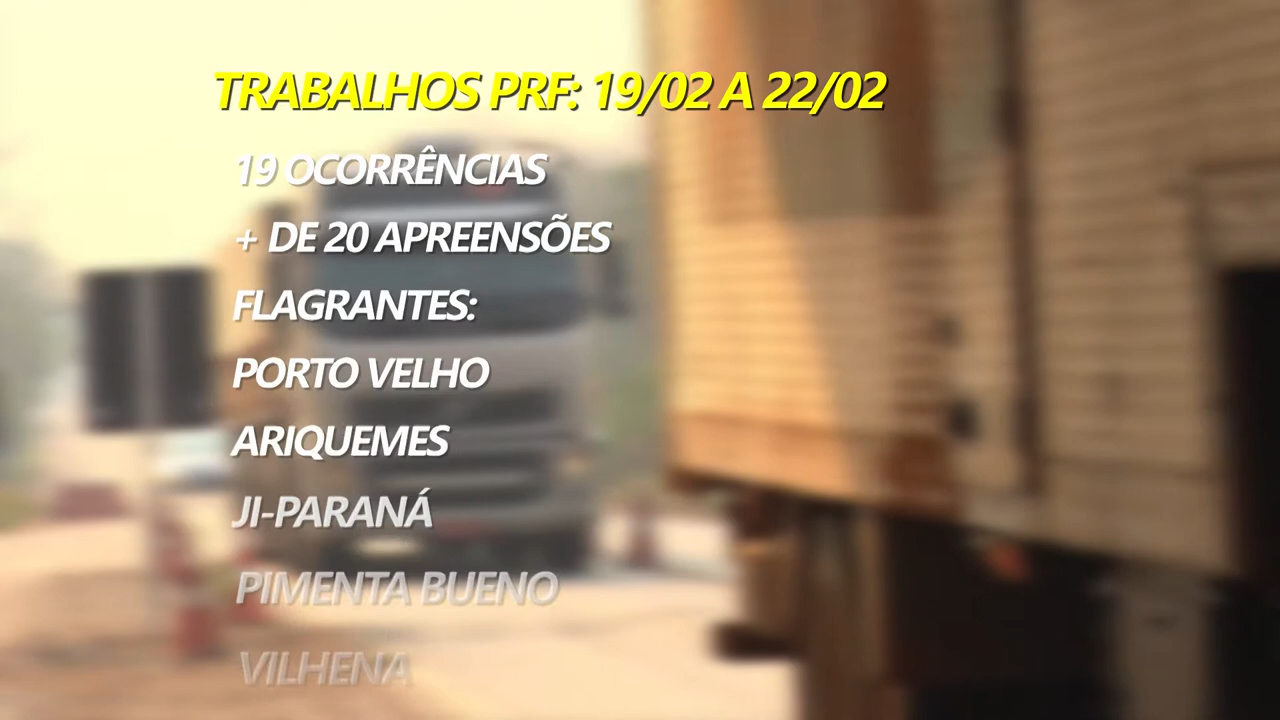 TRABALHOS PRF: 19/02 A 22/02
19 OCORRÊNCIAS
+ DE 20 APREENSÕES
FLAGRANTES:
PORTO VELHO
ARIQUEMES
JI-PARANÁ
PIMENTA BUENO
VILHENA